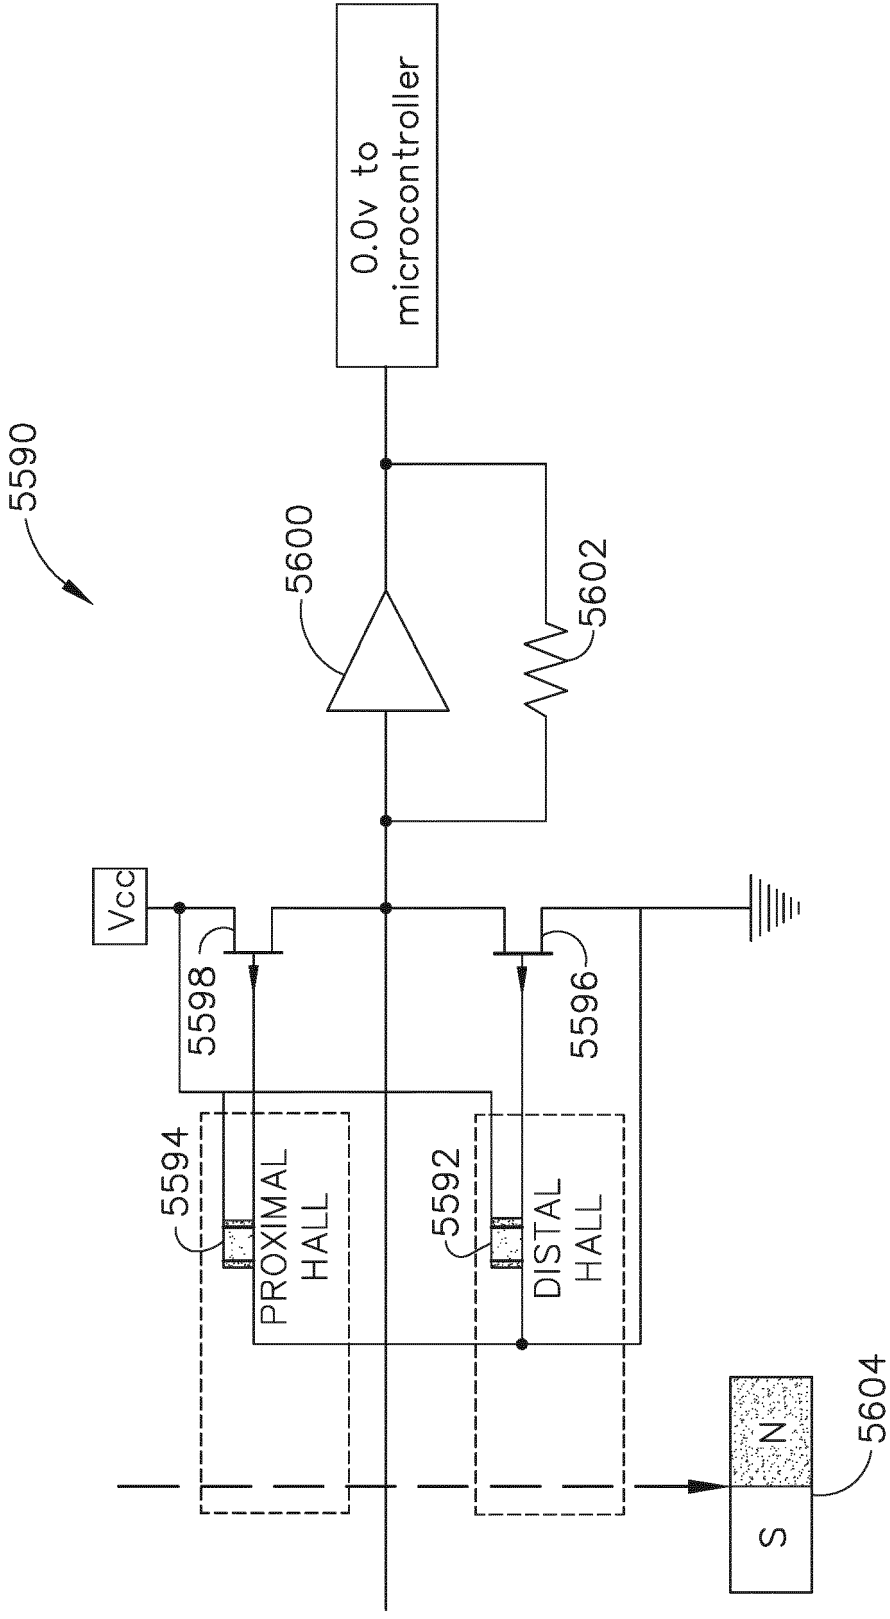 5590
0.0v to
microcontroller
5600
5602
Vcc
5598
5596
5594
PROXIMAL
HALL
5592
DISTAL
HALL
S
N
5604